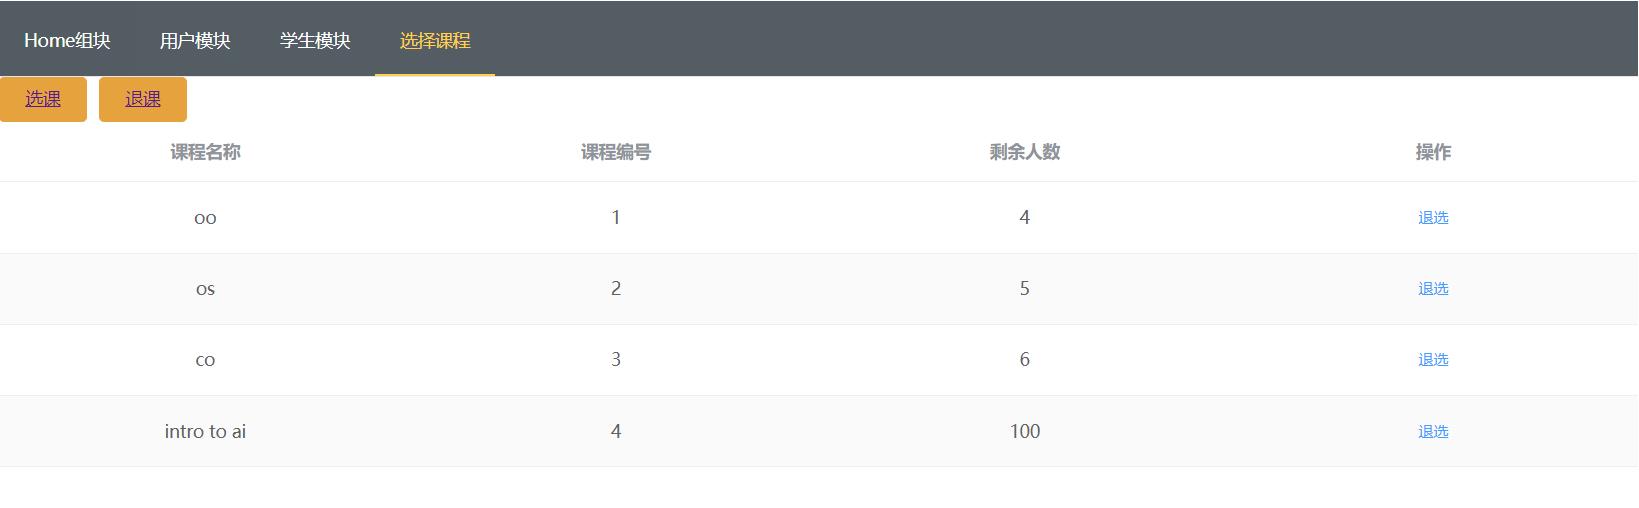 Home组块 用户模块 学生模块 选择课程
选课 退课
课程名称 课程编号 剩余人数 操作
oo 1 4 退选
os 2 5 退选
co 3 6 退选
intro to ai 4 100 退选